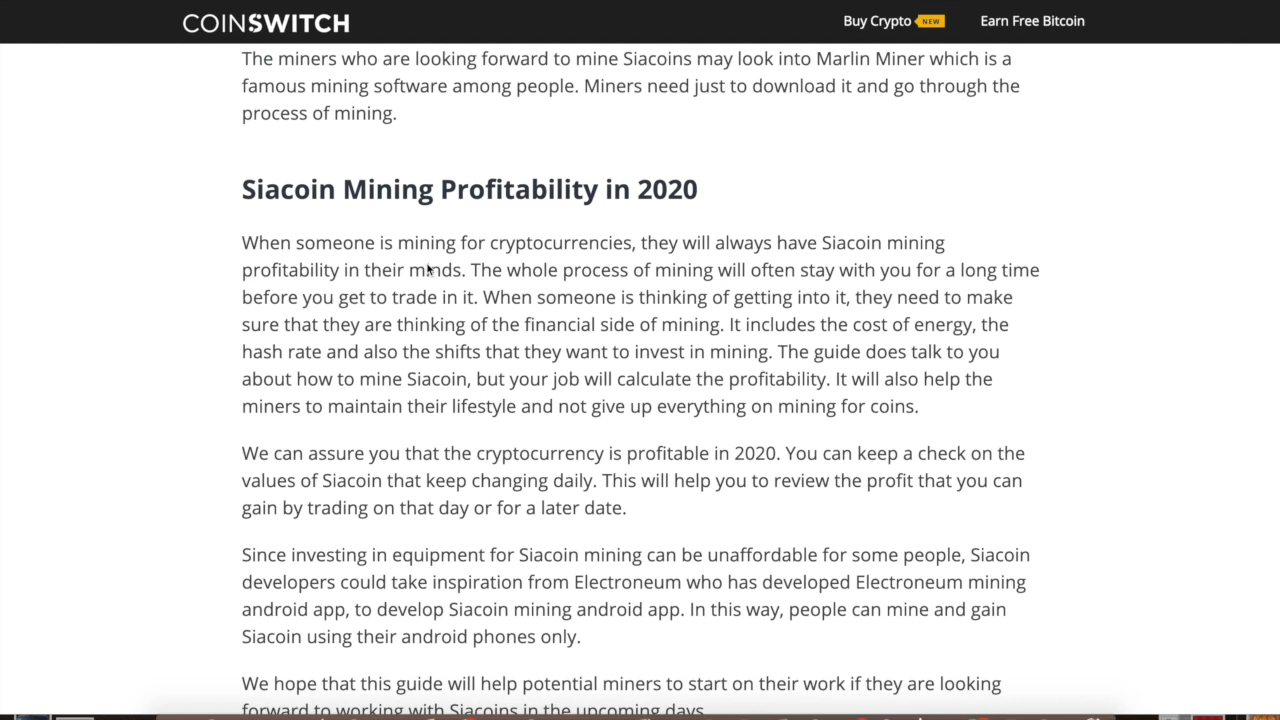 COINSWITCH
Buy Crypto NEW Earn Free Bitcoin
The miners who are looking forward to mine Siacoins may look into Marlin Miner which is a
famous mining software among people. Miners need just to download it and go through the
process of mining.
Siacoin Mining Profitability in 2020
When someone is mining for cryptocurrencies, they will always have Siacoin mining
profitability in their minds. The whole process of mining will often stay with you for a long time
before you get to trade in it. When someone is thinking of getting into it, they need to make
sure that they are thinking of the financial side of mining. It includes the cost of energy, the
hash rate and also the shifts that they want to invest in mining. The guide does talk to you
about how to mine Siacoin, but your job will calculate the profitability. It will also help the
miners to maintain their lifestyle and not give up everything on mining for coins.
We can assure you that the cryptocurrency is profitable in 2020. You can keep a check on the
values of Siacoin that keep changing daily. This will help you to review the profit that you can
gain by trading on that day or for a later date.
Since investing in equipment for Siacoin mining can be unaffordable for some people, Siacoin
developers could take inspiration from Electroneum who has developed Electroneum mining
android app, to develop Siacoin mining android app. In this way, people can mine and gain
Siacoin using their android phones only.
We hope that this guide will help potential miners to start on their work if they are looking
forward to working with Siacoins in the upcoming days.